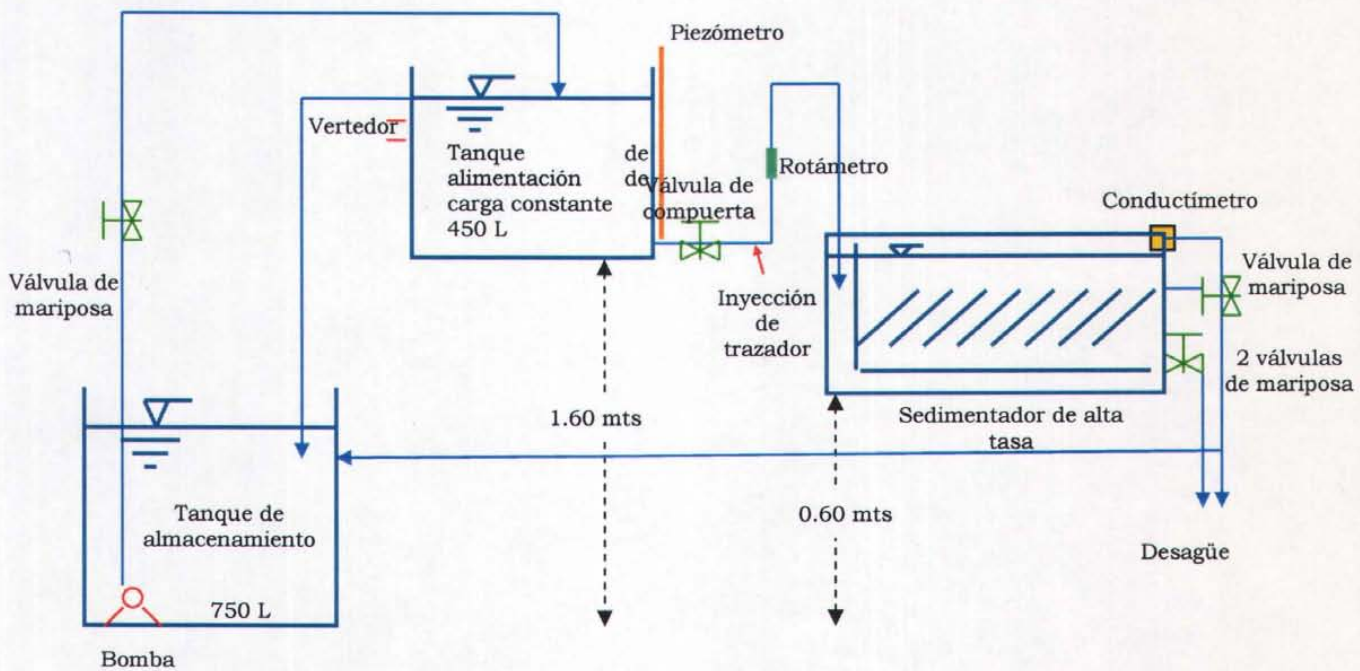 Piezómetro
Vertedor
Tanque de
alimentación de
carga constante
450 L
Válvula de
compuerta
Rotámetro
Conductímetro
Válvula de
mariposa
Inyección
de
trazador
Válvula de
mariposa
2 válvulas
de mariposa
1.60 mts
Sedimentador de alta
tasa
Tanque de
almacenamiento
0.60 mts
Desagüe
750 L
Bomba